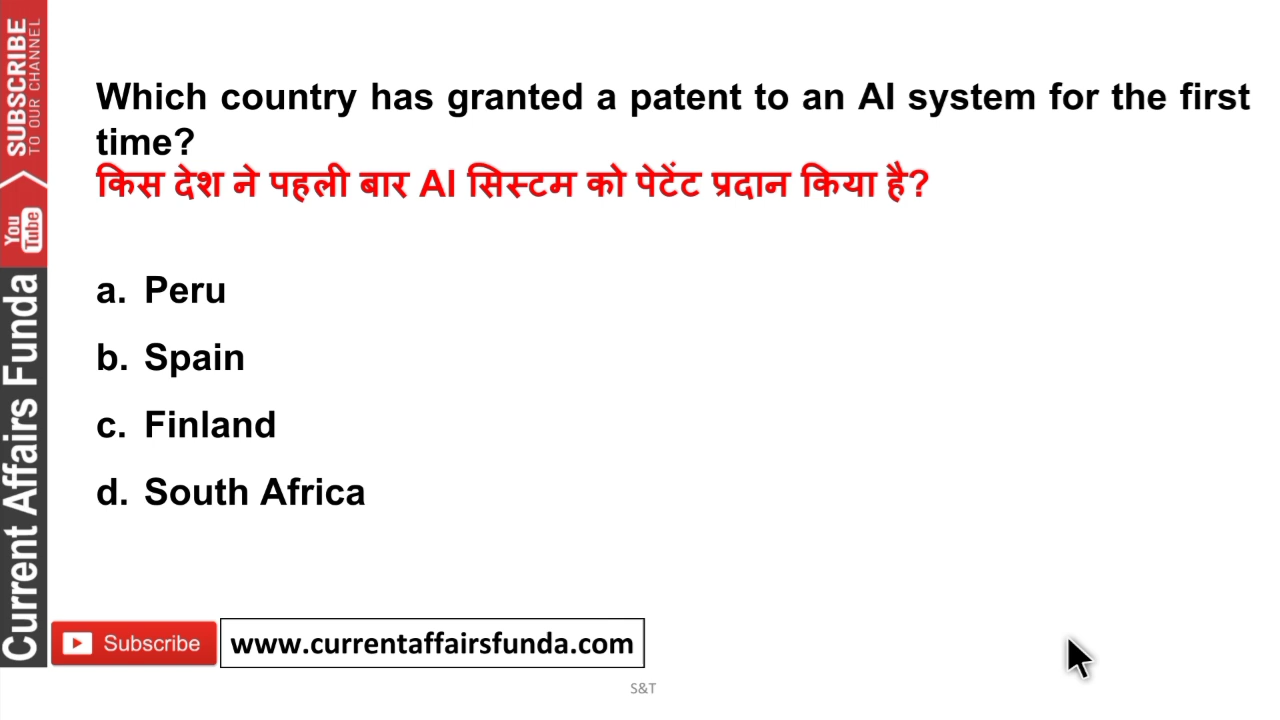 Which country has granted a patent to an AI system for the first
time?
किस देश ने पहली बार AI सिस्टम को पेटेंट प्रदान किया है?
a. Peru
b. Spain
c. Finland
d. South Africa
SUBSCRIBE
TO OUR CHANNEL
You
Tube
Current Affairs Funda
Subscribe
www.currentaffairsfunda.com
S&T